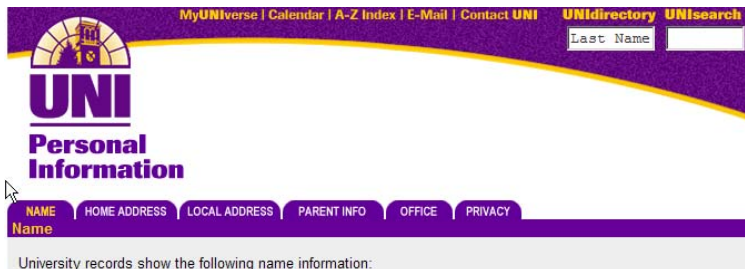 MyUNIverse | Calendar | A-Z Index | E-Mail | Contact UNI UNIdirectory UNIsearch
Last Name
UNI
Personal
Information
NAME HOME ADDRESS LOCAL ADDRESS PARENT INFO OFFICE PRIVACY
Name
University records show the following name information: